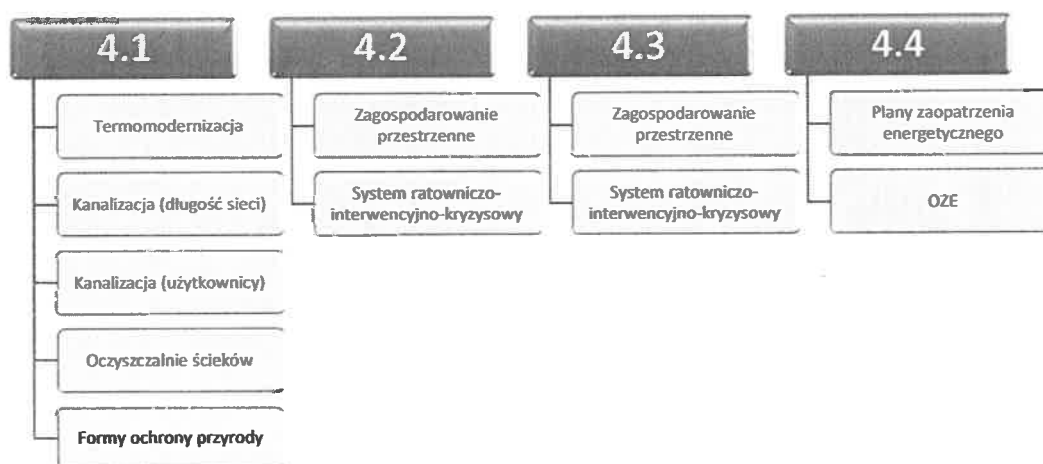 4.1
Termomodernizacja
Kanalizacja (długość sieci)
Kanalizacja (użytkownicy)
Oczyszczalnie ścieków
Formy ochrony przyrody
4.2
Zagospodarowanie
przestrzenne
System ratowniczo-
interwencyjno-kryzysowy
4.3
Zagospodarowanie
przestrzenne
System ratowniczo-
interwencyjno-kryzysowy
4.4
Plany zaopatrzenia
energetycznego
OZE